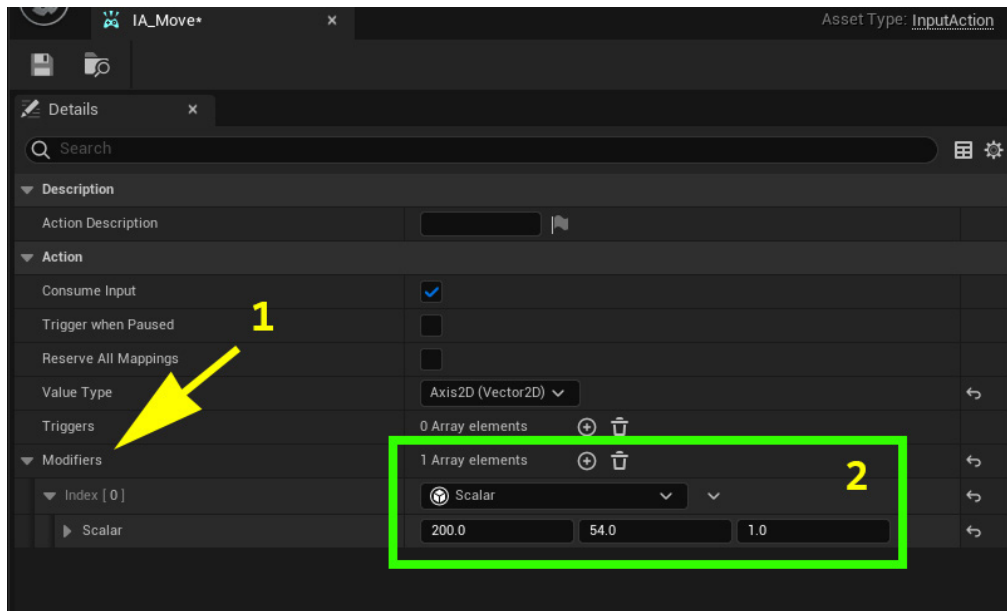 IA_Move*
Asset Type: InputAction
Details
Search
Description
Action Description
Action
Consume Input
1
Trigger when Paused
Reserve All Mappings
Value Type Axis2D (Vector2D)
Triggers 0 Array elements
Modifiers 1 Array elements
2
Index [ 0 ] Scalar
Scalar 200.0 54.0 1.0